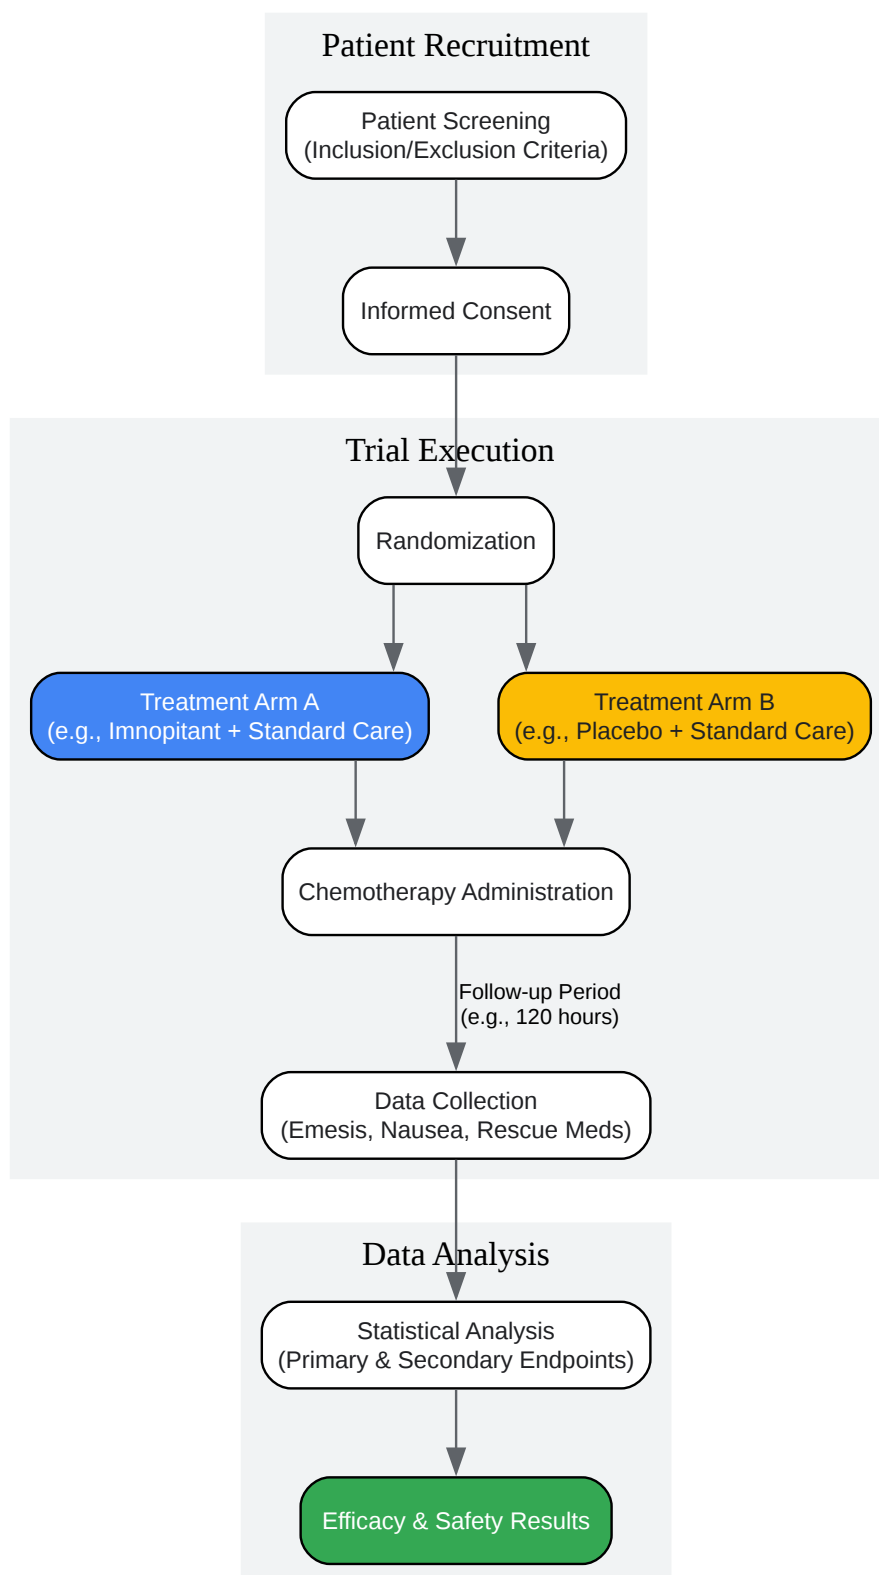 Patient Recruitment
Patient Screening
(Inclusion/Exclusion Criteria)
Informed Consent
Trial Execution
Randomization
Treatment Arm A
(e.g., Imnopitant + Standard Care)
Treatment Arm B
(e.g., Placebo + Standard Care)
Chemotherapy Administration
Follow-up Period
(e.g., 120 hours)
Data Collection
(Emesis, Nausea, Rescue Meds)
Data Analysis
Statistical Analysis
(Primary & Secondary Endpoints)
Efficacy & Safety Results